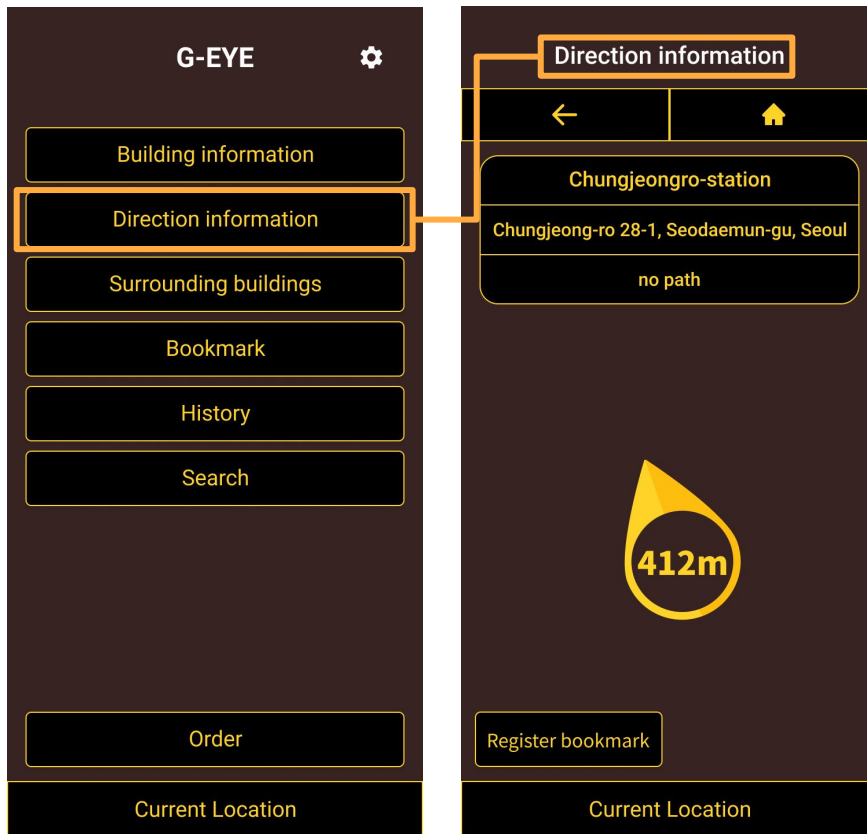 G-EYE
Building information
Direction information
Surrounding buildings
Bookmark
History
Search
Order
Current Location
Direction information
Chungjeongro-station
Chungjeong-ro 28-1, Seodaemun-gu, Seoul
no path
412m
Register bookmark
Current Location